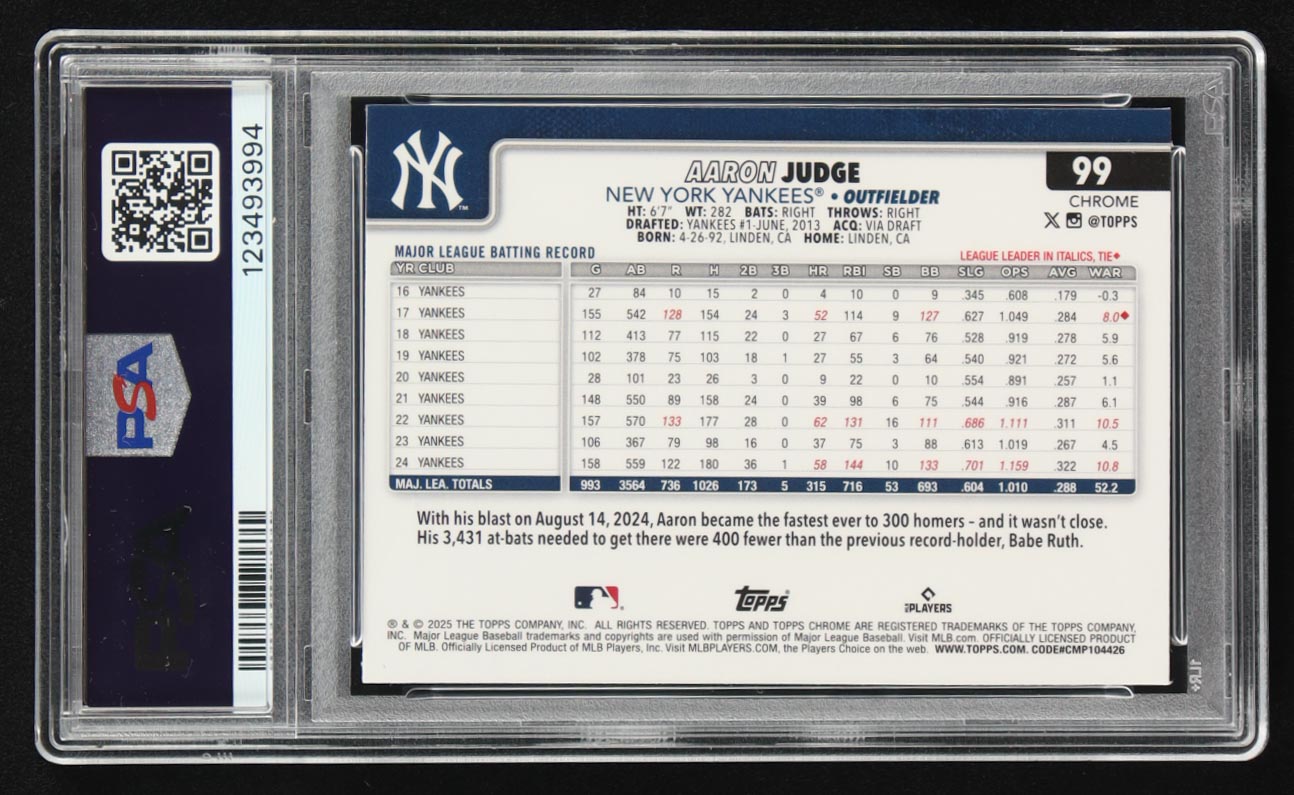 123493994
PSA
PSA
PSA
NY
TM
AARON JUDGE
99
NEW YORK YANKEES® • OUTFIELDER
CHROME
HT: 6'7" WT: 282 BATS: RIGHT THROWS: RIGHT
@TOPPS
DRAFTED: YANKEES #1-JUNE, 2013 ACQ: VIA DRAFT
BORN: 4-26-92, LINDEN, CA HOME: LINDEN, CA
MAJOR LEAGUE BATTING RECORD LEAGUE LEADER IN ITALICS, TIE◆
YR CLUB G AB R H 2B 3B HR RBI SB BB SLG OPS AVG WAR
16 YANKEES 27 84 10 15 2 0 4 10 0 9 .345 .608 .179 -0.3
17 YANKEES 155 542 128 154 24 3 52 114 9 127 .627 1.049 .284 8.0◆
18 YANKEES 112 413 77 115 22 0 27 67 6 76 .528 .919 .278 5.9
19 YANKEES 102 378 75 103 18 1 27 55 3 64 .540 .921 .272 5.6
20 YANKEES 28 101 23 26 3 0 9 22 0 10 .554 .891 .257 1.1
21 YANKEES 148 550 89 158 24 0 39 98 6 75 .544 .916 .287 6.1
22 YANKEES 157 570 133 177 28 0 62 131 16 111 .686 1.111 .311 10.5
23 YANKEES 106 367 79 98 16 0 37 75 3 88 .613 1.019 .267 4.5
24 YANKEES 158 559 122 180 36 1 58 144 10 133 .701 1.159 .322 10.8
MAJ. LEA. TOTALS 993 3564 736 1026 173 5 315 716 53 693 .604 1.010 .288 52.2
With his blast on August 14, 2024, Aaron became the fastest ever to 300 homers – and it wasn't close.
His 3,431 at-bats needed to get there were 400 fewer than the previous record-holder, Babe Ruth.
Topps
MLB PLAYERS
® & © 2025 THE TOPPS COMPANY, INC. ALL RIGHTS RESERVED. TOPPS AND TOPPS CHROME ARE REGISTERED TRADEMARKS OF THE TOPPS COMPANY,
INC. Major League Baseball trademarks and copyrights are used with permission of Major League Baseball. Visit MLB.com. OFFICIALLY LICENSED PRODUCT
OF MLB. Officially Licensed Product of MLB Players, Inc. Visit MLBPLAYERS.COM, the Players Choice on the web. WWW.TOPPS.COM. CODE#CMP104426